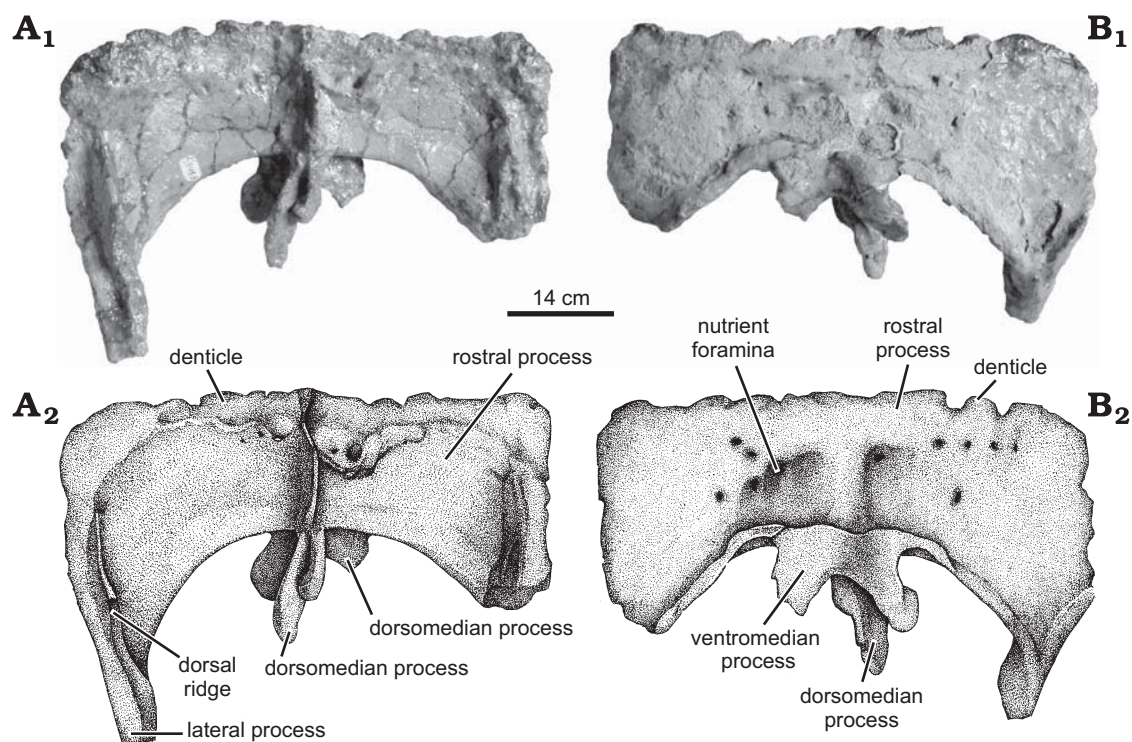 A1
B1
14 cm
denticle
rostral process
nutrient
foramina
rostral
process
denticle
A2
B2
dorsomedian process
dorsal
ridge
dorsomedian process
lateral process
ventromedian
process
dorsomedian
process